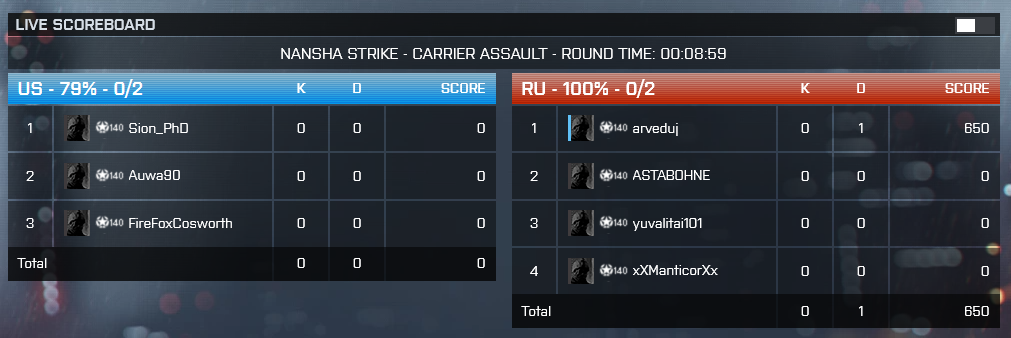 LIVE SCOREBOARD
NANSHA STRIKE - CARRIER ASSAULT - ROUND TIME: 00:08:59
US - 79% - 0/2 K D SCORE
1 140 Sion_PhD 0 0 0
2 140 Auwa90 0 0 0
3 140 FireFoxCosworth 0 0 0
Total 0 0 0
RU - 100% - 0/2 K D SCORE
1 140 arveduj 0 1 650
2 140 ASTABOHNE 0 0 0
3 140 yuvalitai101 0 0 0
4 140 xXManticorXx 0 0 0
Total 0 1 650